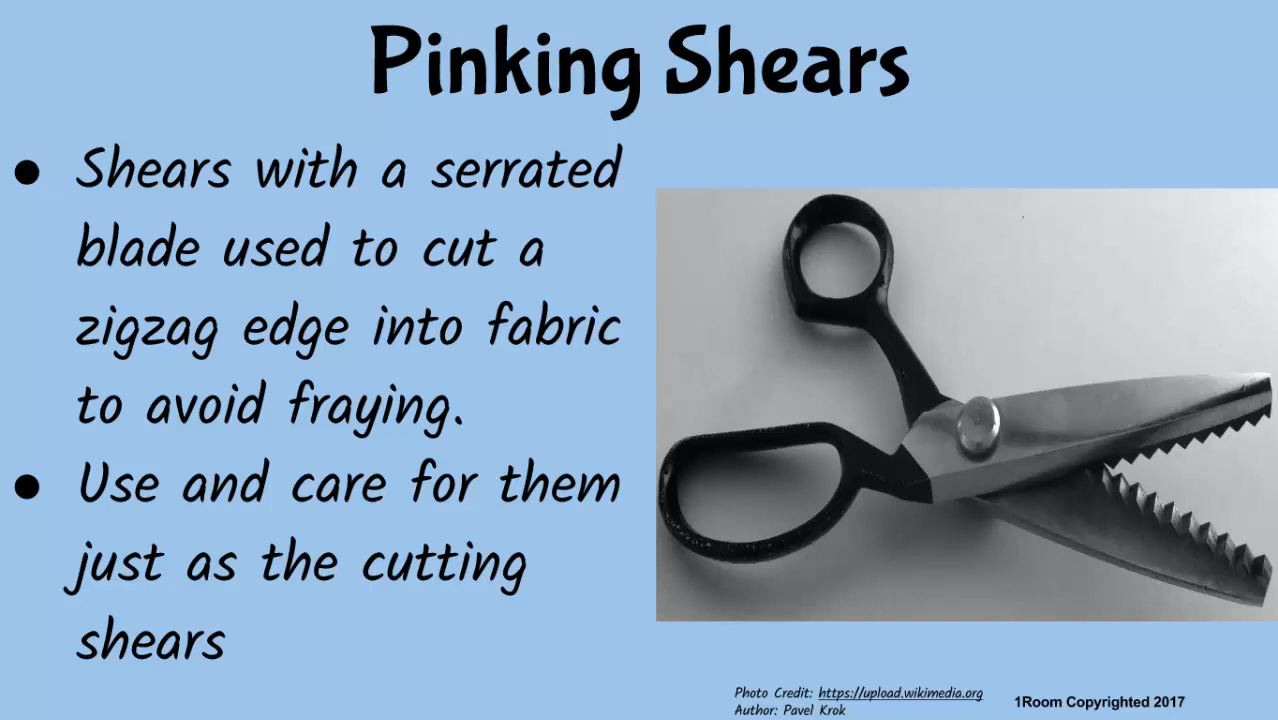 Pinking Shears
● Shears with a serrated
blade used to cut a
zigzag edge into fabric
to avoid fraying.
● Use and care for them
just as the cutting
shears
Photo Credit: https://upload.wikimedia.org
Author: Pavel Krok
1Room Copyrighted 2017